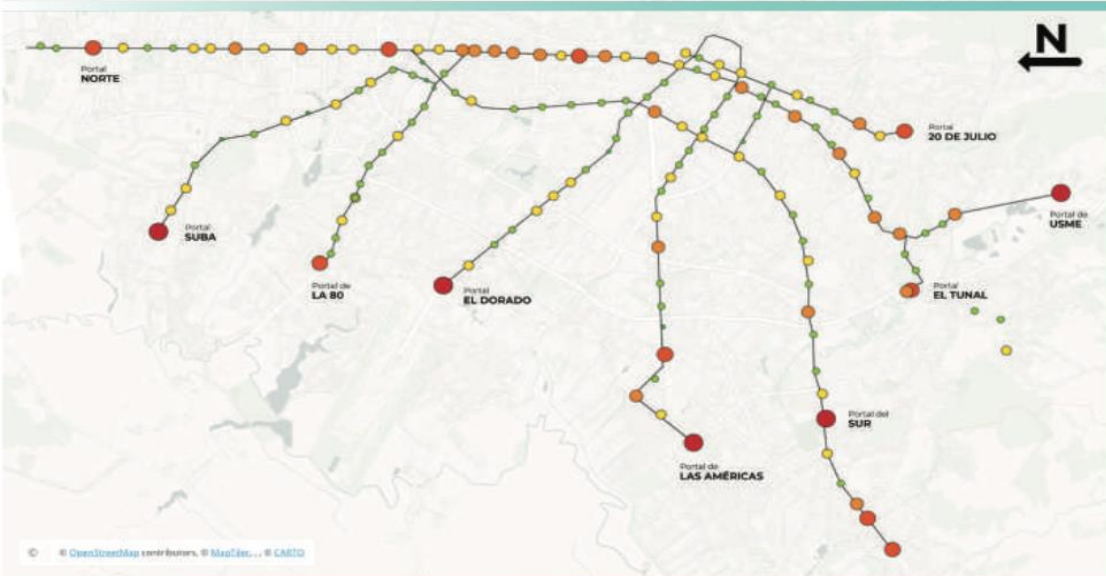 N
Portal
NORTE
Portal
20 DE JULIO
Portal de
USME
Portal
SUBA
Portal de
LA 80
Portal
EL DORADO
Portal
EL TUNAL
Portal del
SUR
Portal de
LAS AMÉRICAS
© © OpenStreetMap contributors, © MapTiler, , , © CARTO